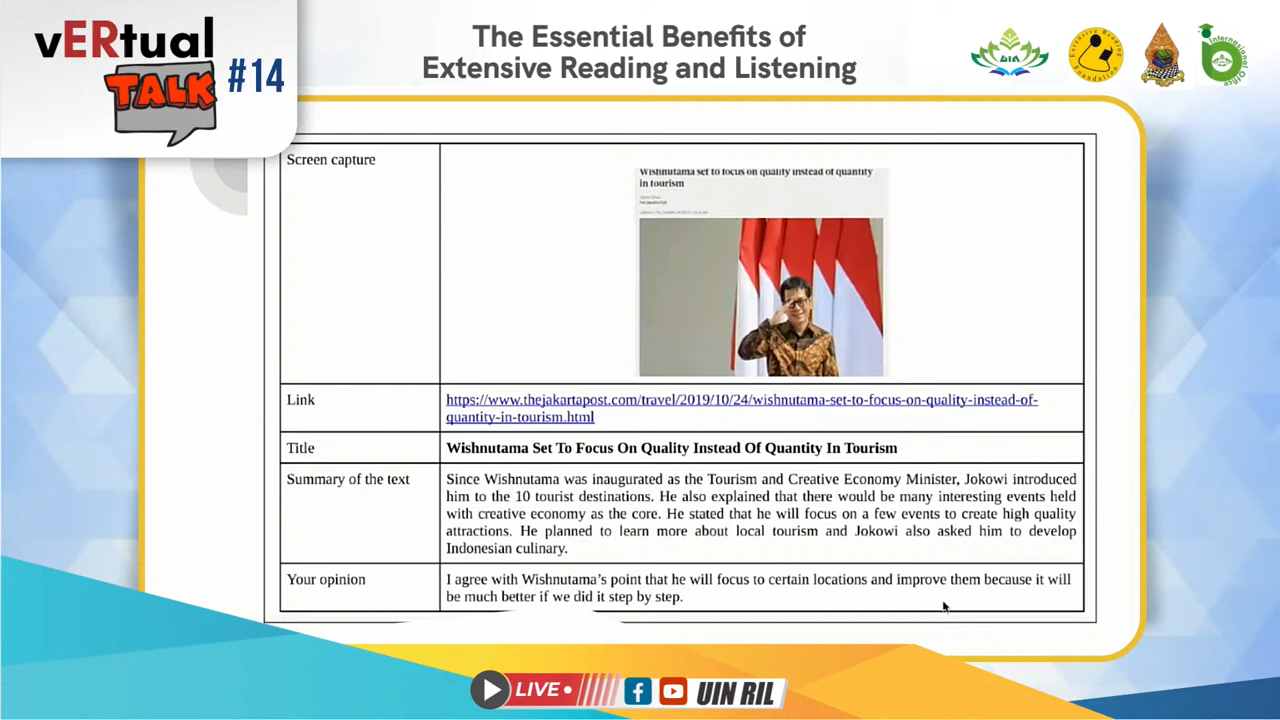 vERtual
TALK #14
The Essential Benefits of
Extensive Reading and Listening
AIA
Extensive Reading
Foundation
Internasional Office
Screen capture
Wishnutama set to focus on quality instead of quantity
in tourism
Link
https://www.thejakartapost.com/travel/2019/10/24/wishnutama-set-to-focus-on-quality-instead-of-
quantity-in-tourism.html
Title
Wishnutama Set To Focus On Quality Instead Of Quantity In Tourism
Summary of the text
Since Wishnutama was inaugurated as the Tourism and Creative Economy Minister, Jokowi introduced
him to the 10 tourist destinations. He also explained that there would be many interesting events held
with creative economy as the core. He stated that he will focus on a few events to create high quality
attractions. He planned to learn more about local tourism and Jokowi also asked him to develop
Indonesian culinary.
Your opinion
I agree with Wishnutama's point that he will focus to certain locations and improve them because it will
be much better if we did it step by step.
LIVE
UIN RIL